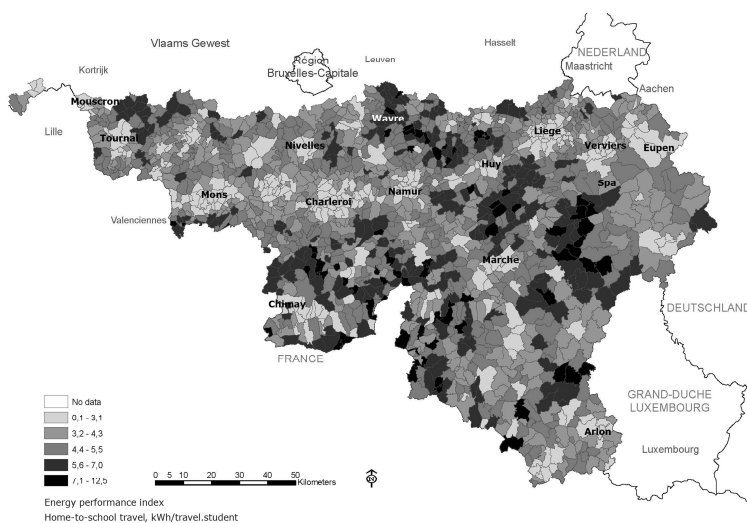 Vlaams Gewest
Kortrijk
Région
Bruxelles-Capitale
Leuven
Hasselt
NEDERLAND
Maastricht
Aachen
Mouscron
Lille
Tournai
Nivelles
Wavre
Liege
Verviers
Eupen
Huy
Spa
Mons
Charleroi
Namur
Valenciennes
Marche
Chimay
FRANCE
DEUTSCHLAND
GRAND-DUCHE
LUXEMBOURG
Arlon
Luxembourg
No data
0,1 - 3,1
3,2 - 4,3
4,4 - 5,5
5,6 - 7,0
7,1 - 12,5
0 5 10 20 30 40 50
Kilometers
N
Energy performance index
Home-to-school travel, kWh/travel.student